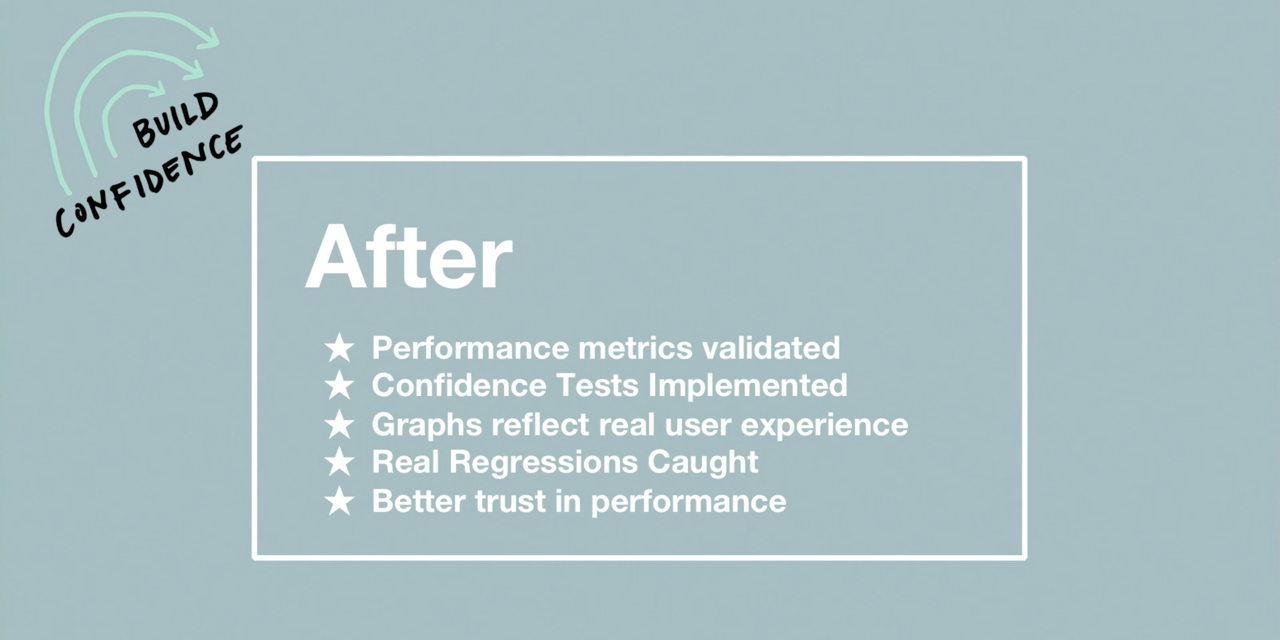 BUILD
CONFIDENCE
After
★ Performance metrics validated
★ Confidence Tests Implemented
★ Graphs reflect real user experience
★ Real Regressions Caught
★ Better trust in performance